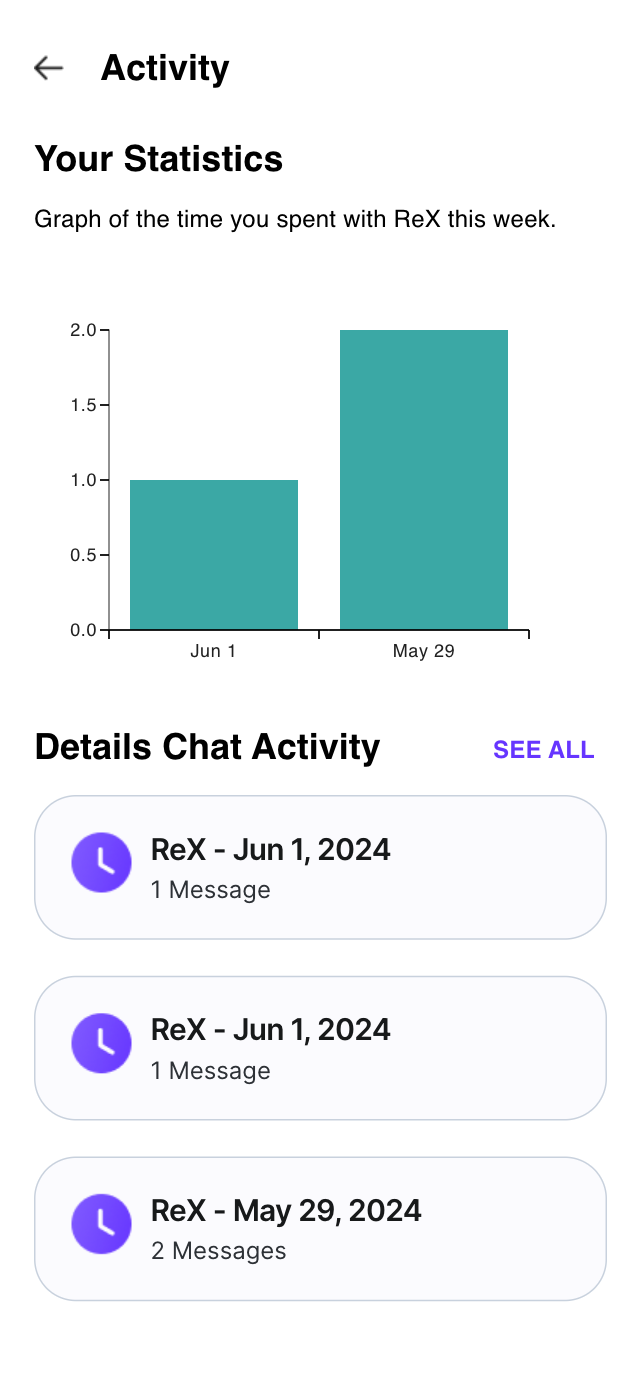 Activity
Your Statistics
Graph of the time you spent with ReX this week.
2.0
1.5
1.0
0.5
0.0
Jun 1 May 29
Details Chat Activity SEE ALL
ReX - Jun 1, 2024
1 Message
ReX - Jun 1, 2024
1 Message
ReX - May 29, 2024
2 Messages